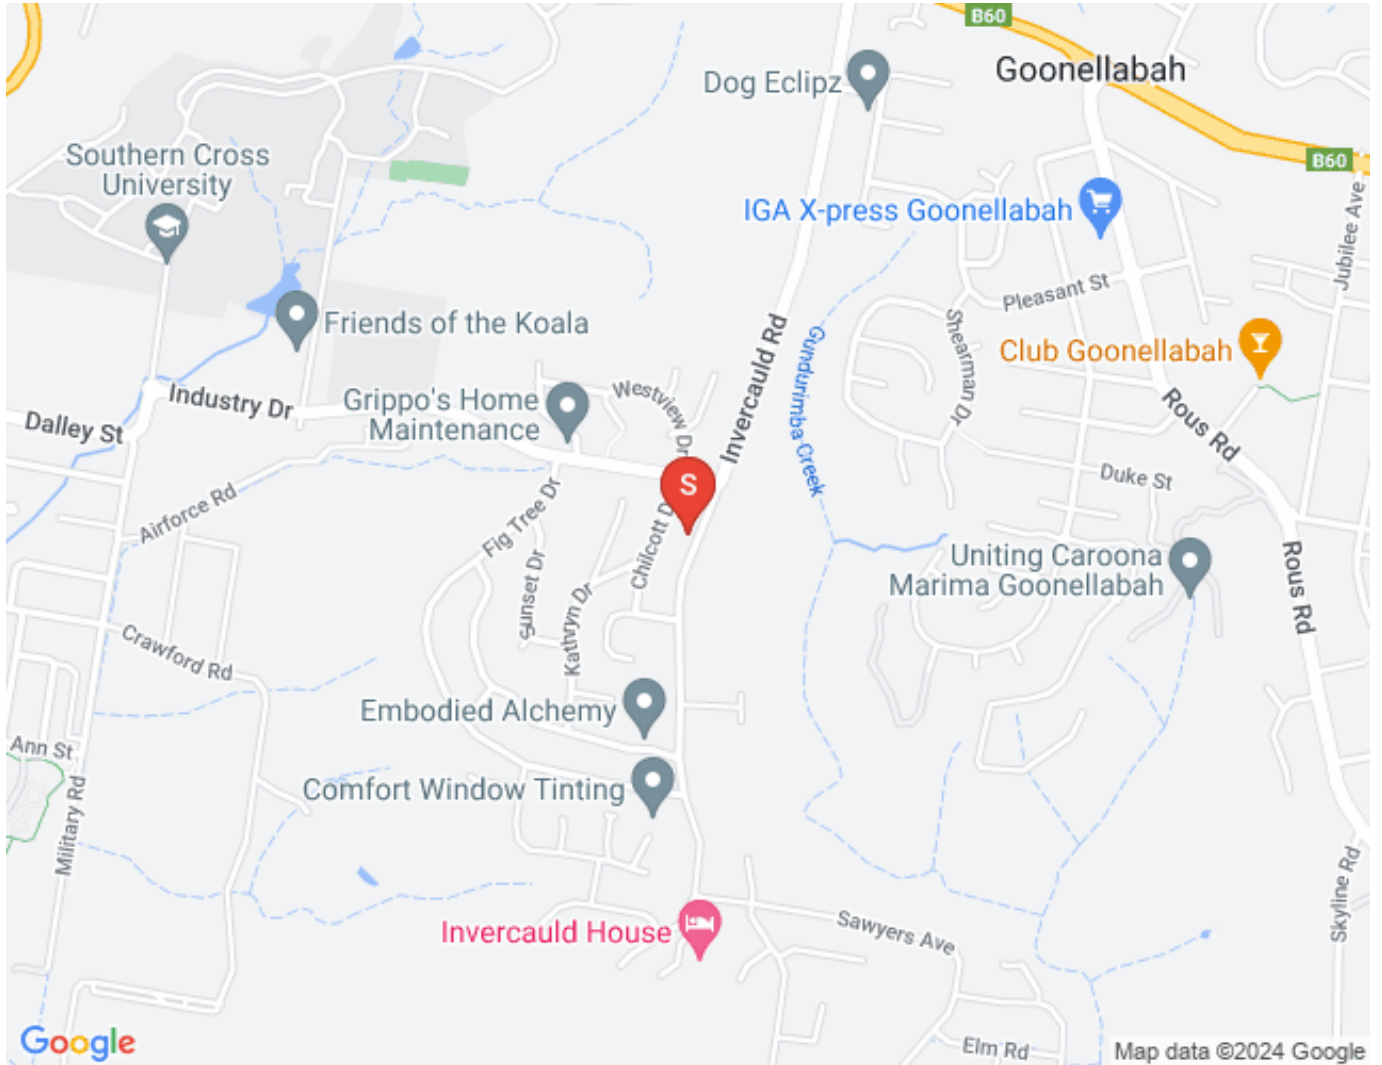 B60
Goonellabah
Dog Eclipz
B60
Southern Cross
University
Jubilee Ave
IGA X-press Goonellabah
Pleasant St
Friends of the Koala
Shearman Dr
Club Goonellabah
Invercauld Rd
Gundurimba Creek
Industry Dr
Westview Dr
Grippo's Home
Maintenance
Dalley St
Rous Rd
Duke St
S
Airforce Rd
Fig Tree Dr
Chilcott D
Sunset Dr
Kathryn Dr
Uniting Caroona
Marima Goonellabah
Rous Rd
Crawford Rd
Embodied Alchemy
Ann St
Military Rd
Comfort Window Tinting
Invercauld House
Sawyers Ave
Skyline Rd
Elm Rd
Google
Map data ©2024 Google